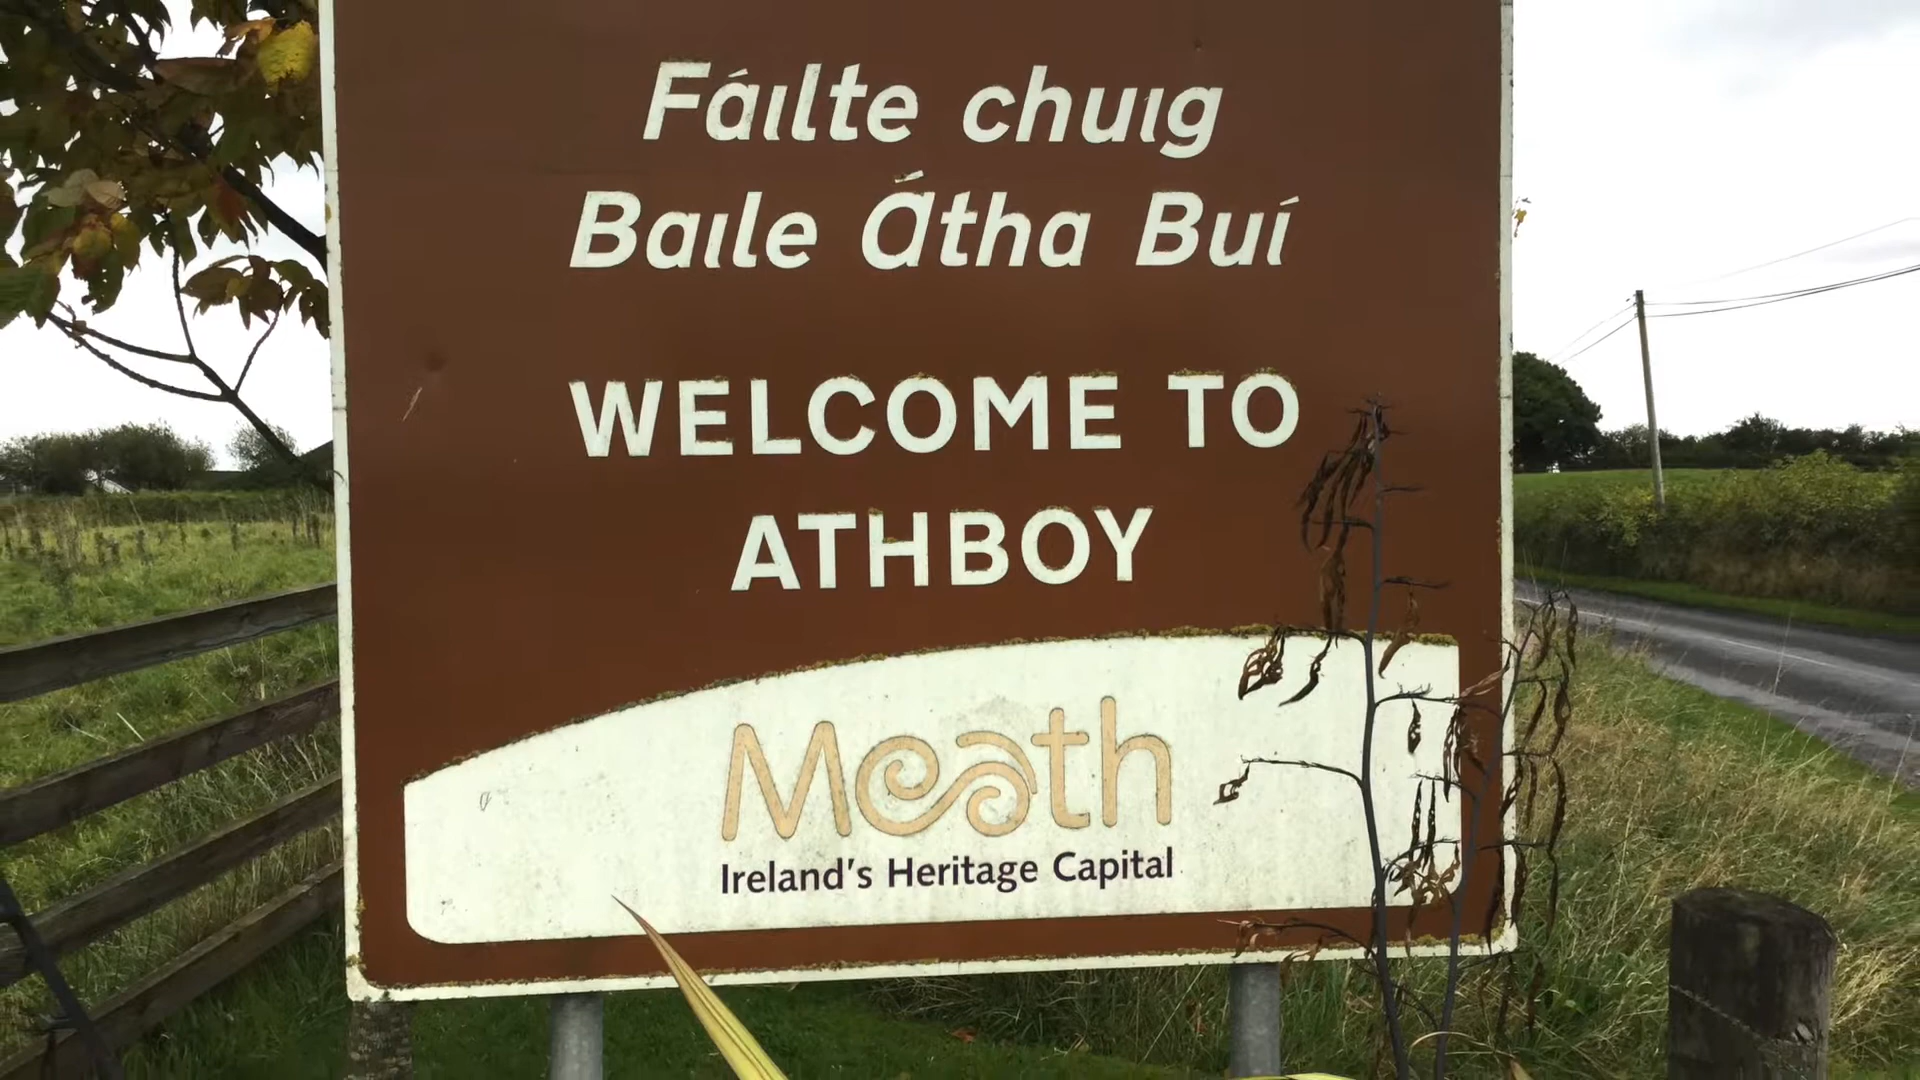 Fáilte chuig
Baile Átha Buí
WELCOME TO
ATHBOY
Meath
Ireland's Heritage Capital